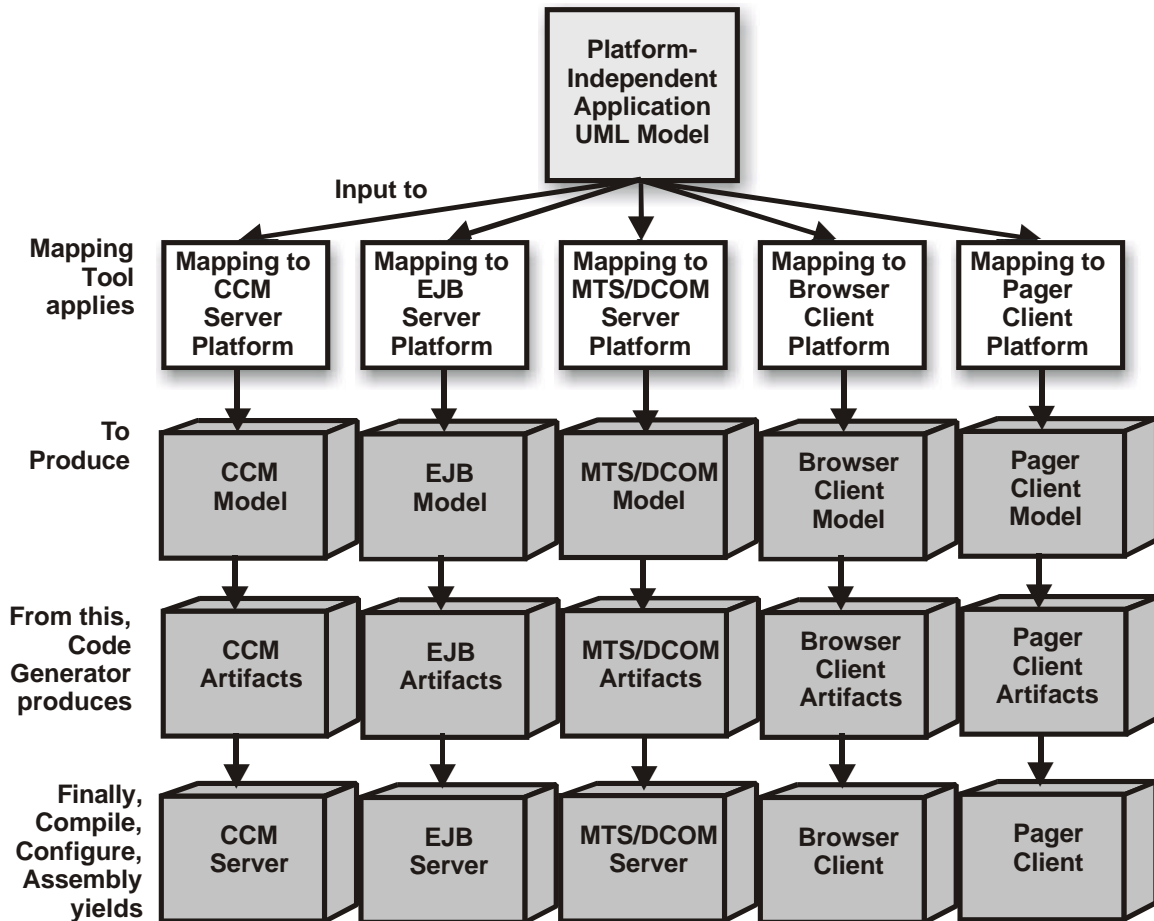 Platform-
Independent
Application
UML Model
Input to
Mapping
Tool
applies
Mapping to
CCM
Server
Platform
Mapping to
EJB
Server
Platform
Mapping to
MTS/DCOM
Server
Platform
Mapping to
Browser
Client
Platform
Mapping to
Pager
Client
Platform
To
Produce
CCM
Model
EJB
Model
MTS/DCOM
Model
Browser
Client
Model
Pager
Client
Model
From this,
Code
Generator
produces
CCM
Artifacts
EJB
Artifacts
MTS/DCOM
Artifacts
Browser
Client
Artifacts
Pager
Client
Artifacts
Finally,
Compile,
Configure,
Assembly
yields
CCM
Server
EJB
Server
MTS/DCOM
Server
Browser
Client
Pager
Client